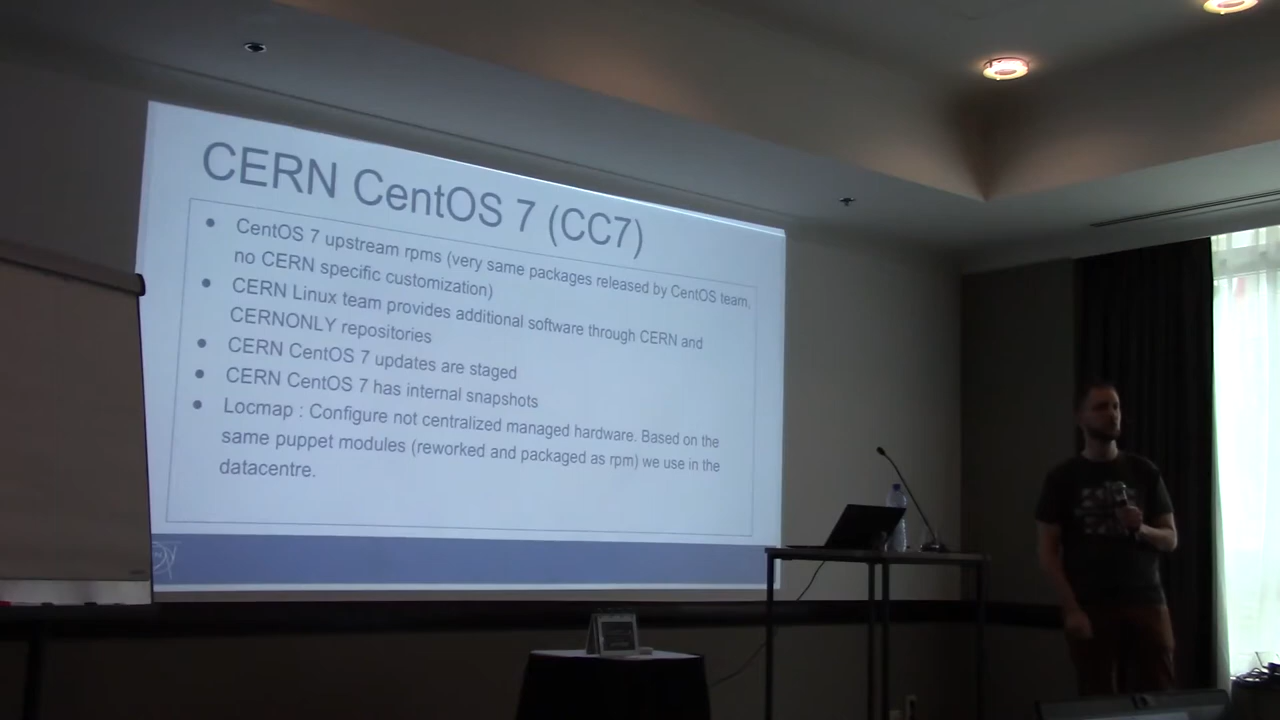 CERN CentOS 7 (CC7)
• CentOS 7 upstream rpms (very same packages released by CentOS team,
no CERN specific customization)
• CERN Linux team provides additional software through CERN and
CERNONLY repositories
• CERN CentOS 7 updates are staged
• CERN CentOS 7 has internal snapshots
• Locmap : Configure not centralized managed hardware. Based on the
same puppet modules (reworked and packaged as rpm) we use in the
datacentre.